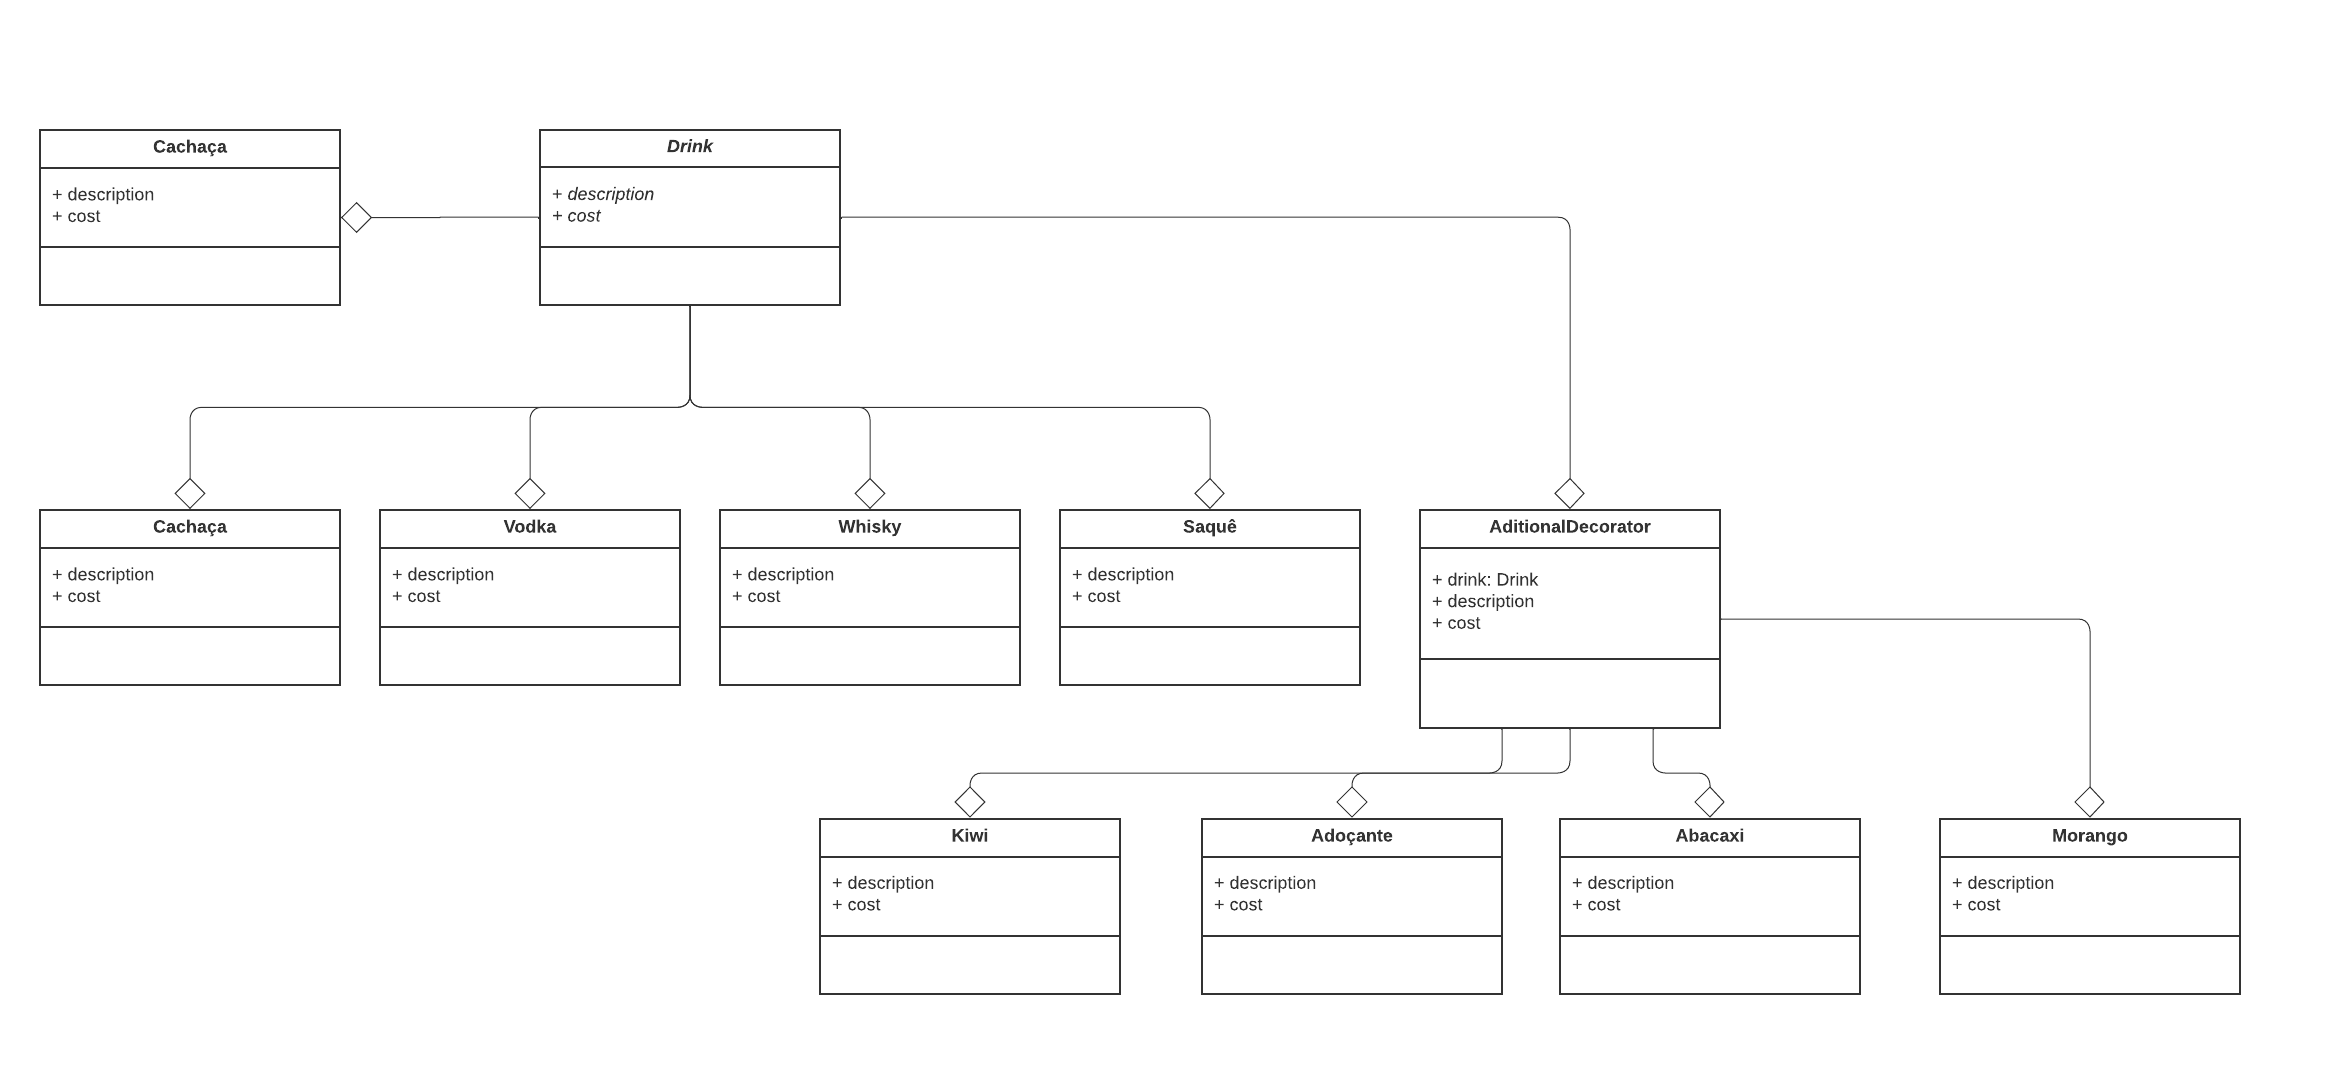 Cachaça
+ description
+ cost
Drink
+ description
+ cost
Cachaça
+ description
+ cost
Vodka
+ description
+ cost
Whisky
+ description
+ cost
Saquê
+ description
+ cost
AditionalDecorator
+ drink: Drink
+ description
+ cost
Kiwi
+ description
+ cost
Adoçante
+ description
+ cost
Abacaxi
+ description
+ cost
Morango
+ description
+ cost